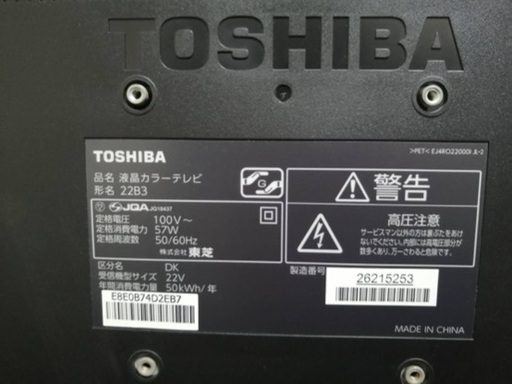 TOSHIBA
>PET< EJ4RO22000I
TOSHIBA
品名 液晶カラーテレビ
形名 22B3
JQA JQ10437
定格電圧 100V～
定格消費電力 57W
定格周波数 50/60Hz
株式会社 東芝
区分名 DK
受信機型サイズ 22V
年間消費電力量 50kWh/年
E8E0B74D2EB7
警告
高圧注意
サービスマン以外の方は裏ぶたをあけないでください。内部には高電圧部分が数多くあり、万一さわると危険です。
製造番号
26215253
MADE IN CHINA